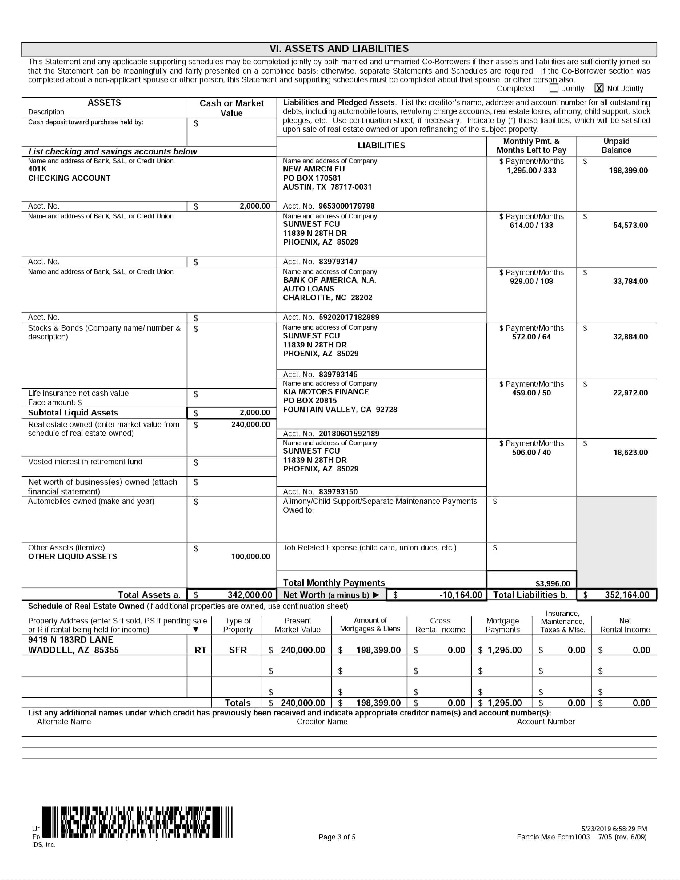 VI. ASSETS AND LIABILITIES
This Statement and any applicable supporting schedules may be completed jointly by both married and unmarried Co-Borrowers if their assets and liabilities are sufficiently joined so
that the Statement can be meaningfully and fairly presented on a combined basis; otherwise, separate Statements and Schedules are required. If the Co-Borrower section was
completed about a non-applicant spouse or other person, this Statement and supporting schedules must be completed about that spouse or other person also.
Completed Jointly X Not Jointly
ASSETS
Description
Cash or Market Value
Cash deposit toward purchase held by: $
Liabilities and Pledged Assets. List the creditor's name, address and account number for all outstanding
debts, including automobile loans, revolving charge accounts, real estate loans, alimony, child support, stock
pledges, etc. Use continuation sheet, if necessary. Indicate by (*) those liabilities, which will be satisfied
upon sale of real estate owned or upon refinancing of the subject property.
LIABILITIES
Monthly Pmt. & Months Left to Pay
Unpaid Balance
List checking and savings accounts below
Name and address of Bank, S&L, or Credit Union
401K
CHECKING ACCOUNT
Acct. No. $ 2,000.00
Name and address of Company
NEW AMRCN FU
PO BOX 170581
AUSTIN, TX 78717-0031
Acct. No. 9653000179798
$ Payment/Months
1,295.00 / 333
$ 198,399.00
Name and address of Bank, S&L, or Credit Union
Acct. No. $
Name and address of Company
SUNWEST FCU
11839 N 28TH DR
PHOENIX, AZ 85029
Acct. No. 839793147
$ Payment/Months
614.00 / 133
$ 54,573.00
Name and address of Bank, S&L, or Credit Union
Acct. No. $
Name and address of Company
BANK OF AMERICA, N.A.
AUTO LOANS
CHARLOTTE, NC 28202
Acct. No. 59202017182889
$ Payment/Months
929.00 / 109
$ 33,784.00
Stocks & Bonds (Company name/ number &
description) $
Name and address of Company
SUNWEST FCU
11839 N 28TH DR
PHOENIX, AZ 85029
Acct. No. 839793145
$ Payment/Months
572.00 / 64
$ 32,884.00
Life insurance net cash value $
Face amount: $
Subtotal Liquid Assets $ 2,000.00
Name and address of Company
KIA MOTORS FINANCE
PO BOX 20815
FOUNTAIN VALLEY, CA 92728
Acct. No. 20180601592189
$ Payment/Months
459.00 / 50
$ 22,972.00
Real estate owned (enter market value from
schedule of real estate owned) $ 240,000.00
Vested interest in retirement fund $
Name and address of Company
SUNWEST FCU
11839 N 28TH DR
PHOENIX, AZ 85029
Acct. No. 839793150
$ Payment/Months
506.00 / 40
$ 18,623.00
Net worth of business(es) owned (attach
financial statement) $
Automobiles owned (make and year) $
Alimony/Child Support/Separate Maintenance Payments
Owed to: $
Other Assets (itemize) $
OTHER LIQUID ASSETS 100,000.00
Job Related Expense (child care, union dues, etc.) $
Total Monthly Payments $3,996.00
Total Assets a. $ 342,000.00 Net Worth (a minus b) ► $ -10,164.00 Total Liabilities b. $ 352,164.00
Schedule of Real Estate Owned (if additional properties are owned, use continuation sheet)
Property Address (enter S if sold, PS if pending sale
or R if rental being held for income) ▼
Type of Property
Present Market Value
Amount of Mortgages & Liens
Gross Rental Income
Mortgage Payments
Insurance, Maintenance, Taxes & Misc.
Net Rental Income
9419 N 183RD LANE
WADDELL, AZ 85355 RT SFR $ 240,000.00 $ 198,399.00 $ 0.00 $ 1,295.00 $ 0.00 $ 0.00
$ $ $ $ $ $
$ $ $ $ $ $
Totals $ 240,000.00 $ 198,399.00 $ 0.00 $ 1,295.00 $ 0.00 $ 0.00
List any additional names under which credit has previously been received and indicate appropriate creditor name(s) and account number(s):
Alternate Name Creditor Name Account Number
5/23/2019 6:58:29 PM
Page 3 of 5
Fannie Mae Form 1003 7/05 (rev. 6/09)
IDS, Inc.